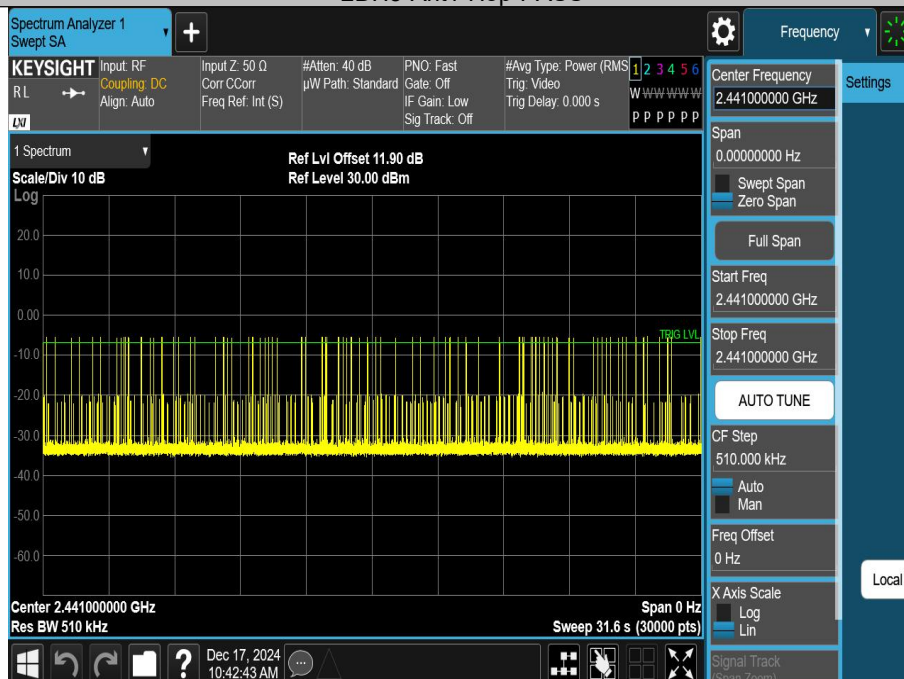 Spectrum Analyzer 1
Swept SA
+
Frequency
KEYSIGHT
R L
LXI
Input: RF
Coupling: DC
Align: Auto
Input Z: 50 Ω
Corr CCorr
Freq Ref: Int (S)
#Atten: 40 dB
µW Path: Standard
PNO: Fast
Gate: Off
IF Gain: Low
Sig Track: Off
#Avg Type: Power (RMS
Trig: Video
Trig Delay: 0.000 s
1 2 3 4 5 6
W W W W W W
P P P P P P
Center Frequency
2.441000000 GHz
Settings
1 Spectrum
Scale/Div 10 dB
Ref Lvl Offset 11.90 dB
Ref Level 30.00 dBm
Span
0.00000000 Hz
Swept Span
Zero Span
Full Span
Log
20.0
10.0
0.00
-10.0
-20.0
-30.0
-40.0
-50.0
-60.0
TRIG LVL
Start Freq
2.441000000 GHz
Stop Freq
2.441000000 GHz
AUTO TUNE
CF Step
510.000 kHz
Auto
Man
Freq Offset
0 Hz
Local
X Axis Scale
Log
Lin
Center 2.441000000 GHz
Span 0 Hz
Res BW 510 kHz
Sweep 31.6 s (30000 pts)
Signal Track
(Span Zoom)
?
Dec 17, 2024
10:42:43 AM